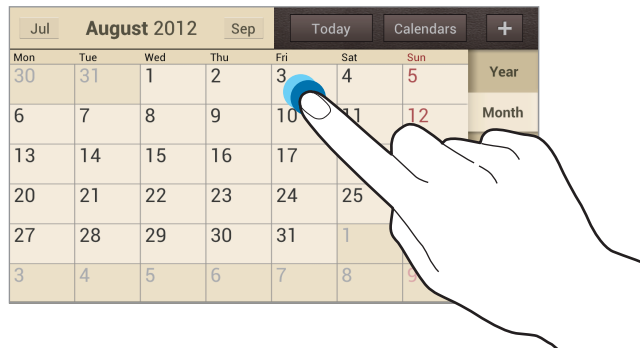 Jul August 2012 Sep Today Calendars +
Mon Tue Wed Thu Fri Sat Sun
30 31 1 2 3 4 5
Year
6 7 8 9 10 11 12
Month
13 14 15 16 17
20 21 22 23 24 25
27 28 29 30 31 1
3 4 5 6 7 8 9